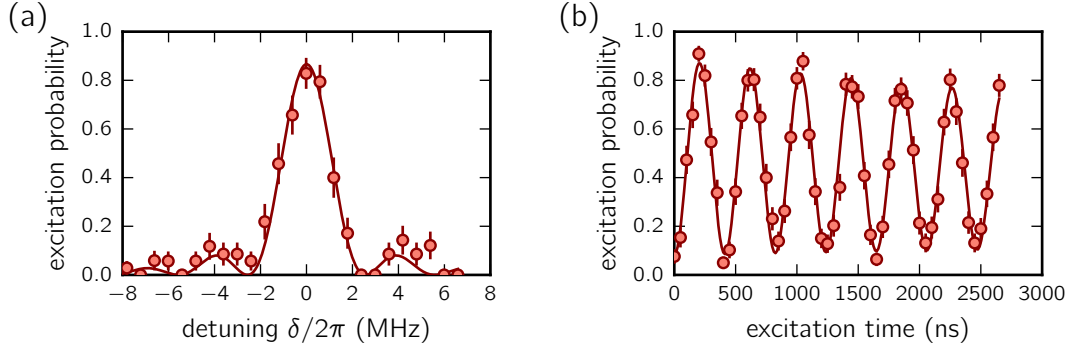 (a)
1.0
0.8
0.6
0.4
0.2
0.0
excitation probability
−8 −6 −4 −2 0 2 4 6 8
detuning δ/2π (MHz)
(b)
1.0
0.8
0.6
0.4
0.2
0.0
excitation probability
0 500 1000 1500 2000 2500 3000
excitation time (ns)